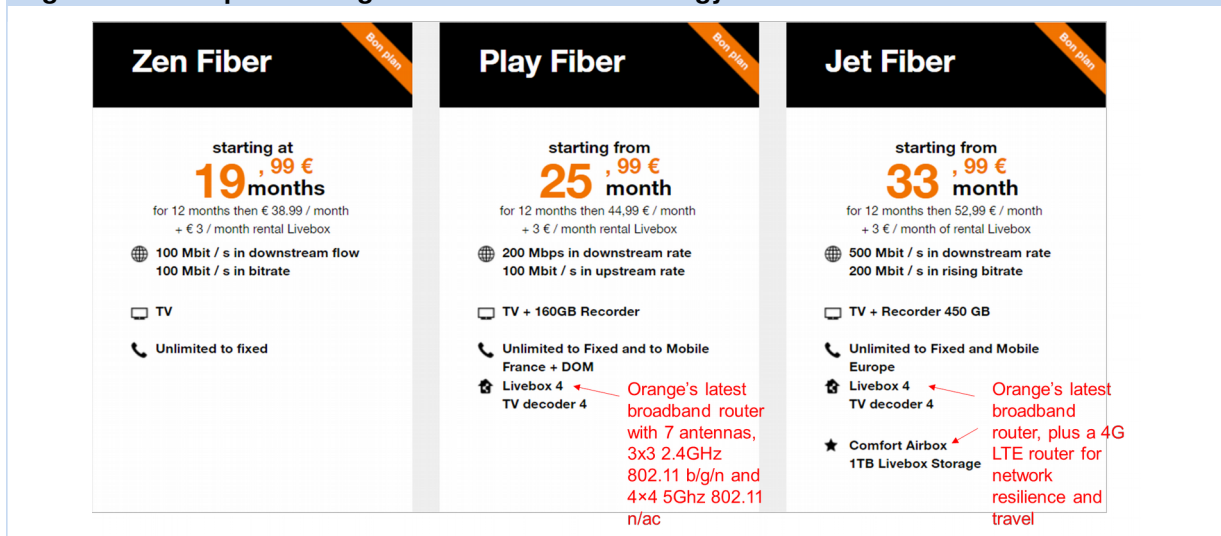 Zen Fiber
Bon plan
starting at
19,99 €
months
for 12 months then € 38.99 / month
+ € 3 / month rental Livebox
100 Mbit / s in downstream flow
100 Mbit / s in bitrate
TV
Unlimited to fixed
Play Fiber
Bon plan
starting from
25,99 €
month
for 12 months then 44,99 € / month
+ 3 € / month rental Livebox
200 Mbps in downstream rate
100 Mbit / s in upstream rate
TV + 160GB Recorder
Unlimited to Fixed and to Mobile
France + DOM
Livebox 4
TV decoder 4
Orange's latest
broadband router
with 7 antennas,
3x3 2.4GHz
802.11 b/g/n and
4×4 5Ghz 802.11
n/ac
Jet Fiber
Bon plan
starting from
33,99 €
month
for 12 months then 52,99 € / month
+ 3 € / month of rental Livebox
500 Mbit / s in downstream rate
200 Mbit / s in rising bitrate
TV + Recorder 450 GB
Unlimited to Fixed and Mobile
Europe
Livebox 4
TV decoder 4
Comfort Airbox
1TB Livebox Storage
Orange's latest
broadband
router, plus a 4G
LTE router for
network
resilience and
travel